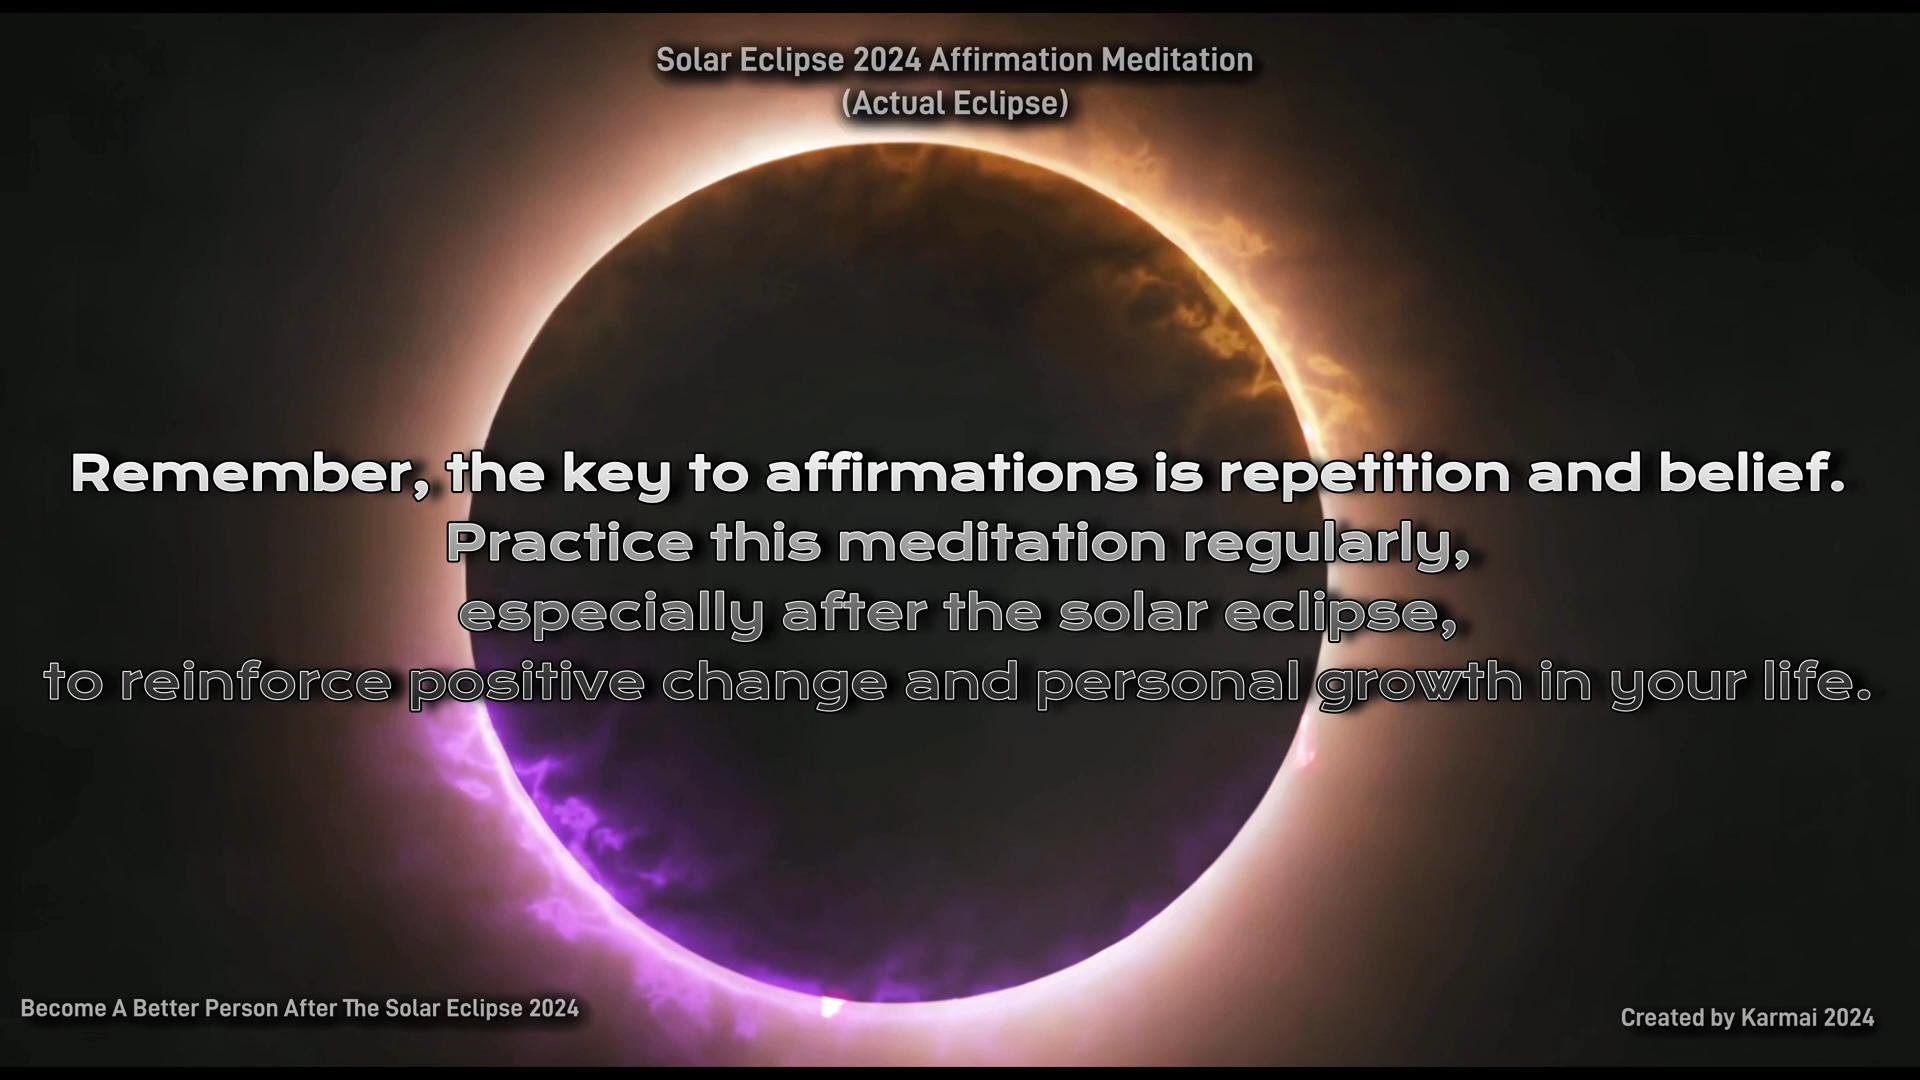 Solar Eclipse 2024 Affirmation Meditation
(Actual Eclipse)
Remember, the key to affirmations is repetition and belief.
Practice this meditation regularly,
especially after the solar eclipse,
to reinforce positive change and personal growth in your life.
Become A Better Person After The Solar Eclipse 2024
Created by Karmai 2024